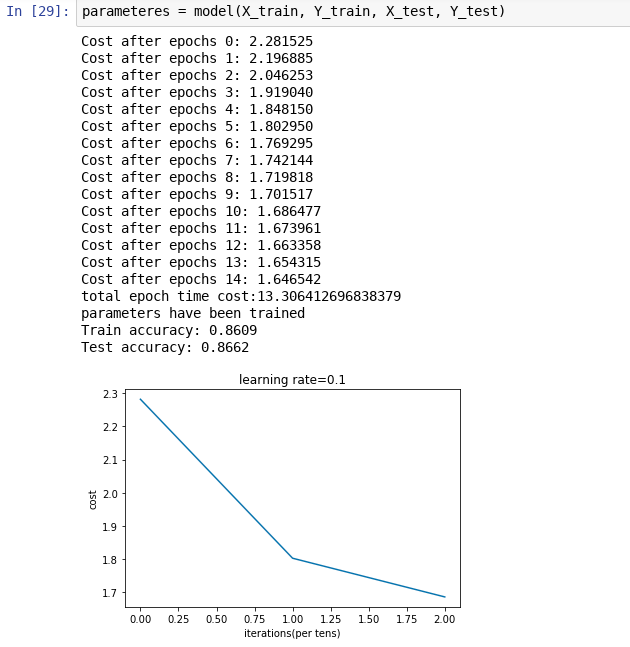 In [29]: parameteres = model(X_train, Y_train, X_test, Y_test)
Cost after epochs 0: 2.281525
Cost after epochs 1: 2.196885
Cost after epochs 2: 2.046253
Cost after epochs 3: 1.919040
Cost after epochs 4: 1.848150
Cost after epochs 5: 1.802950
Cost after epochs 6: 1.769295
Cost after epochs 7: 1.742144
Cost after epochs 8: 1.719818
Cost after epochs 9: 1.701517
Cost after epochs 10: 1.686477
Cost after epochs 11: 1.673961
Cost after epochs 12: 1.663358
Cost after epochs 13: 1.654315
Cost after epochs 14: 1.646542
total epoch time cost:13.306412696838379
parameters have been trained
Train accuracy: 0.8609
Test accuracy: 0.8662
learning rate=0.1
2.3
2.2
2.1
2.0
1.9
1.8
1.7
cost
0.00 0.25 0.50 0.75 1.00 1.25 1.50 1.75 2.00
iterations(per tens)